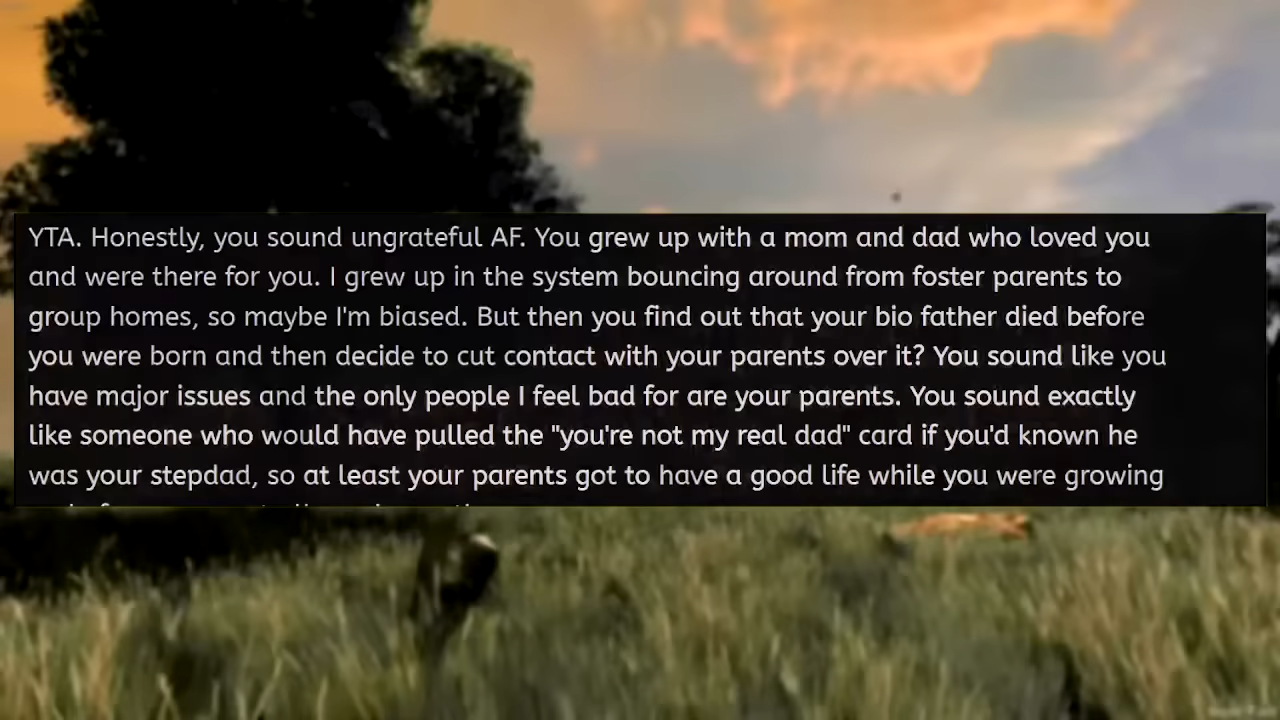 YTA. Honestly, you sound ungrateful AF. You grew up with a mom and dad who loved you
and were there for you. I grew up in the system bouncing around from foster parents to
group homes, so maybe I'm biased. But then you find out that your bio father died before
you were born and then decide to cut contact with your parents over it? You sound like you
have major issues and the only people I feel bad for are your parents. You sound exactly
like someone who would have pulled the "you're not my real dad" card if you'd known he
was your stepdad, so at least your parents got to have a good life while you were growing